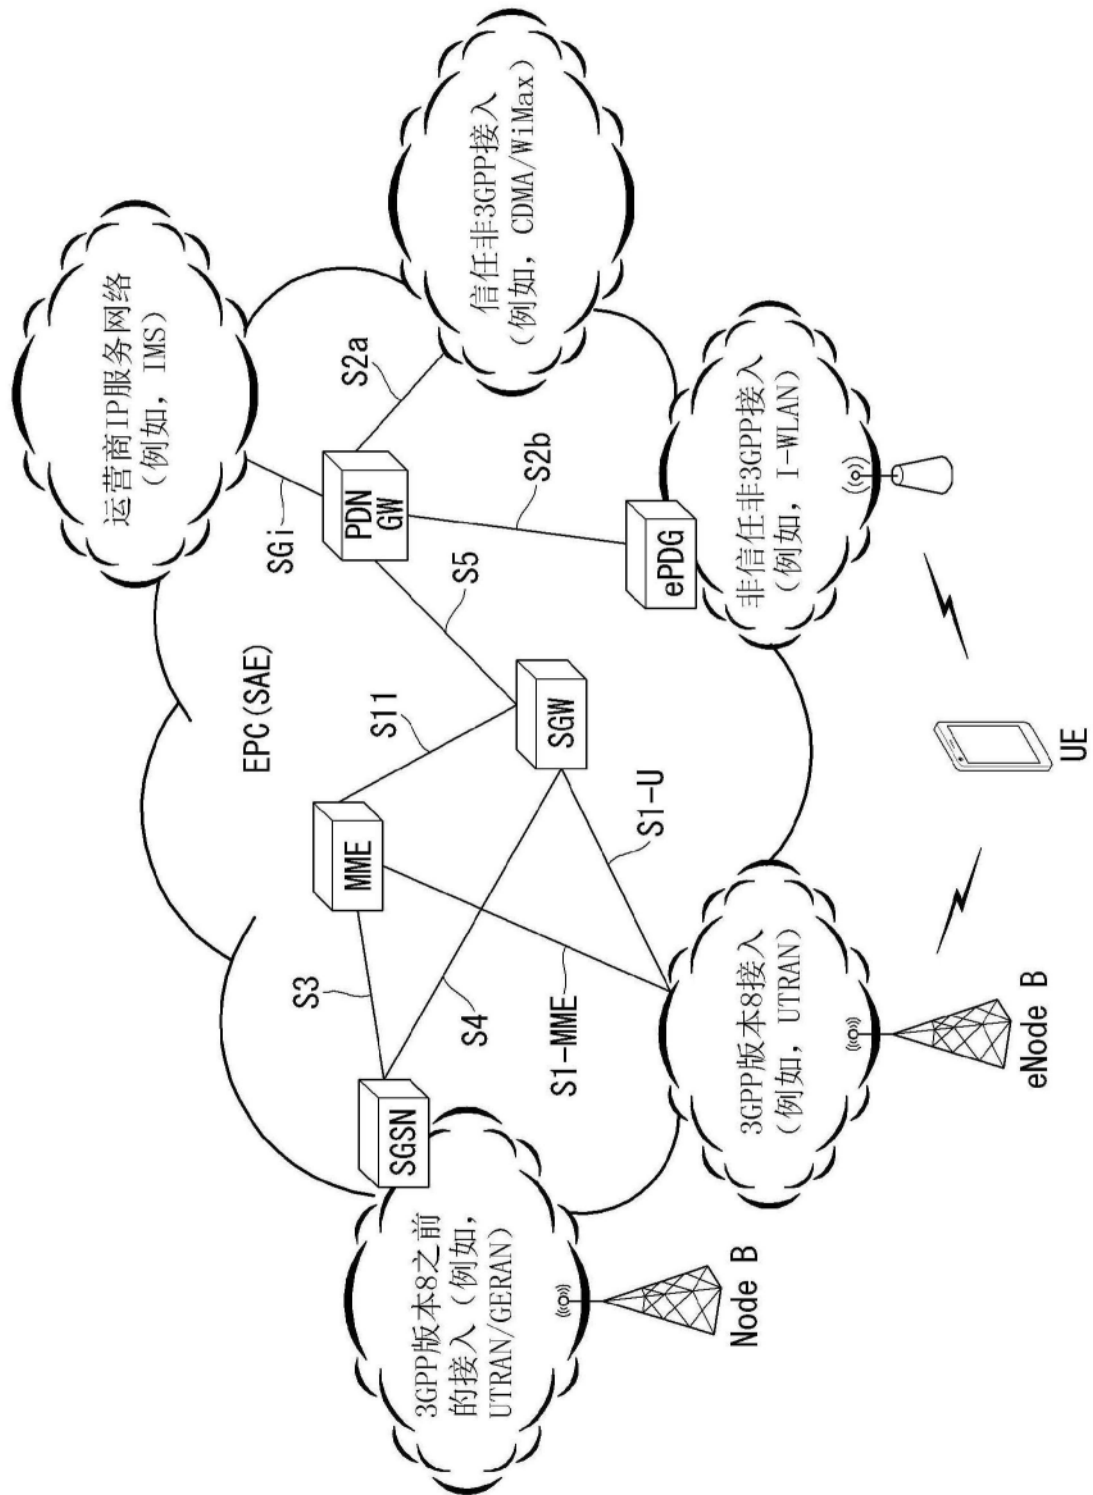 运营商IP服务网络
(例如，IMS)
EPC(SAE)
SGi
S2a
PDN
GW
信任非3GPP接入
(例如，CDMA/WiMax)
S11
S5
S3
MME
S2b
SGSN
S4
SGW
3GPP版本8之前
的接入 (例如，
UTRAN/GERAN)
S1-MME
S1-U
ePDG
3GPP版本8接入
(例如，UTRAN)
非信任非3GPP接入
(例如，I-WLAN)
Node B
eNode B
UE